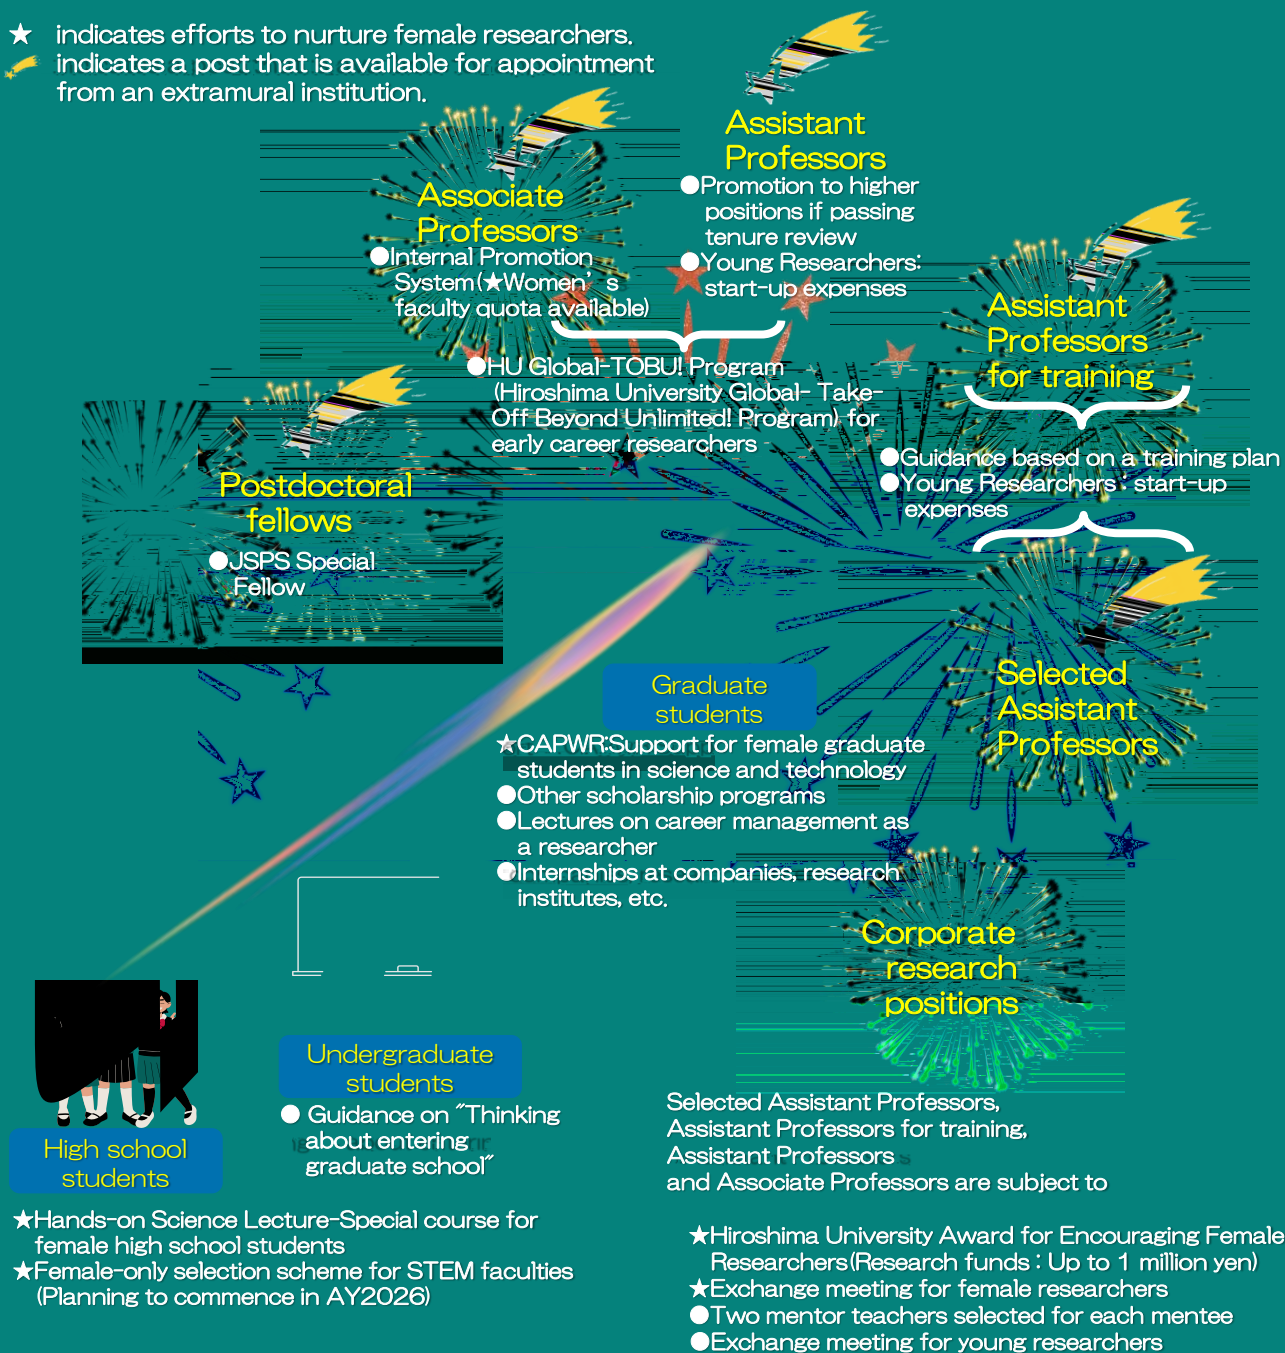 ★ indicates efforts to nurture female researchers.
indicates a post that is available for appointment
from an extramural institution.
Assistant
Professors
●Promotion to higher
positions if passing
tenure review
●Young Researchers:
start-up expenses
Associate
Professors
●Internal Promotion
System(★Women's
faculty quota available)
●HU Global-TOBU! Program
(Hiroshima University Global- Take-
Off Beyond Unlimited! Program) for
early career researchers
Assistant
Professors
for training
●Guidance based on a training plan
●Young Researchers : start-up
expenses
Postdoctoral
fellows
●JSPS Special
Fellow
Selected
Assistant
Professors
Graduate
students
★CAPWR:Support for female graduate
students in science and technology
●Other scholarship programs
●Lectures on career management as
a researcher
●Internships at companies, research
institutes, etc.
Corporate
research
positions
Undergraduate
students
● Guidance on "Thinking
about entering
graduate school"
High school
students
★Hands-on Science Lecture-Special course for
female high school students
★Female-only selection scheme for STEM faculties
(Planning to commence in AY2026)
Selected Assistant Professors,
Assistant Professors for training,
Assistant Professors
and Associate Professors are subject to
★Hiroshima University Award for Encouraging Female
Researchers(Research funds : Up to 1 million yen)
★Exchange meeting for female researchers
●Two mentor teachers selected for each mentee
●Exchange meeting for young researchers